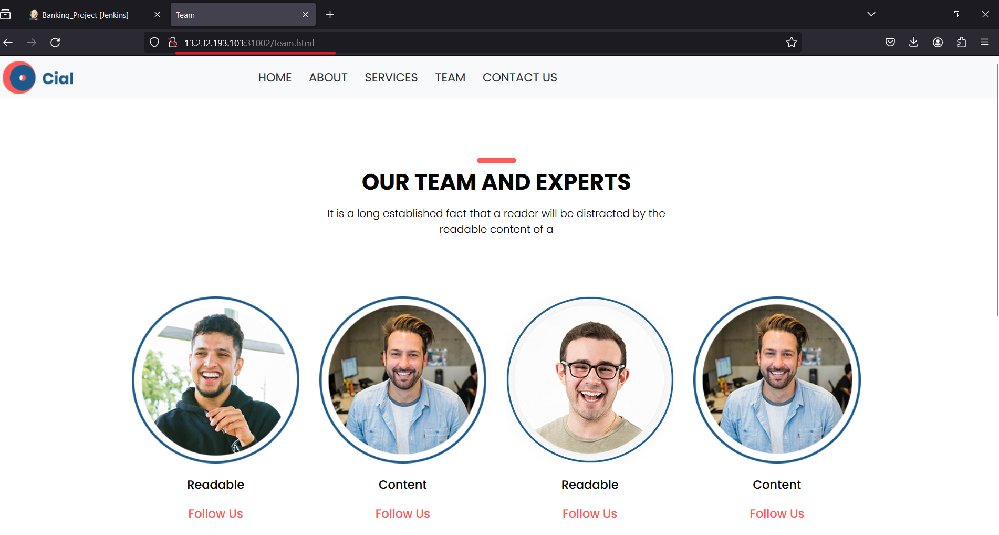 Banking_Project [Jenkins]
Team
13.232.193.103:31002/team.html
Cial
HOME ABOUT SERVICES TEAM CONTACT US
OUR TEAM AND EXPERTS
It is a long established fact that a reader will be distracted by the
readable content of a
Readable Content Readable Content
Follow Us Follow Us Follow Us Follow Us